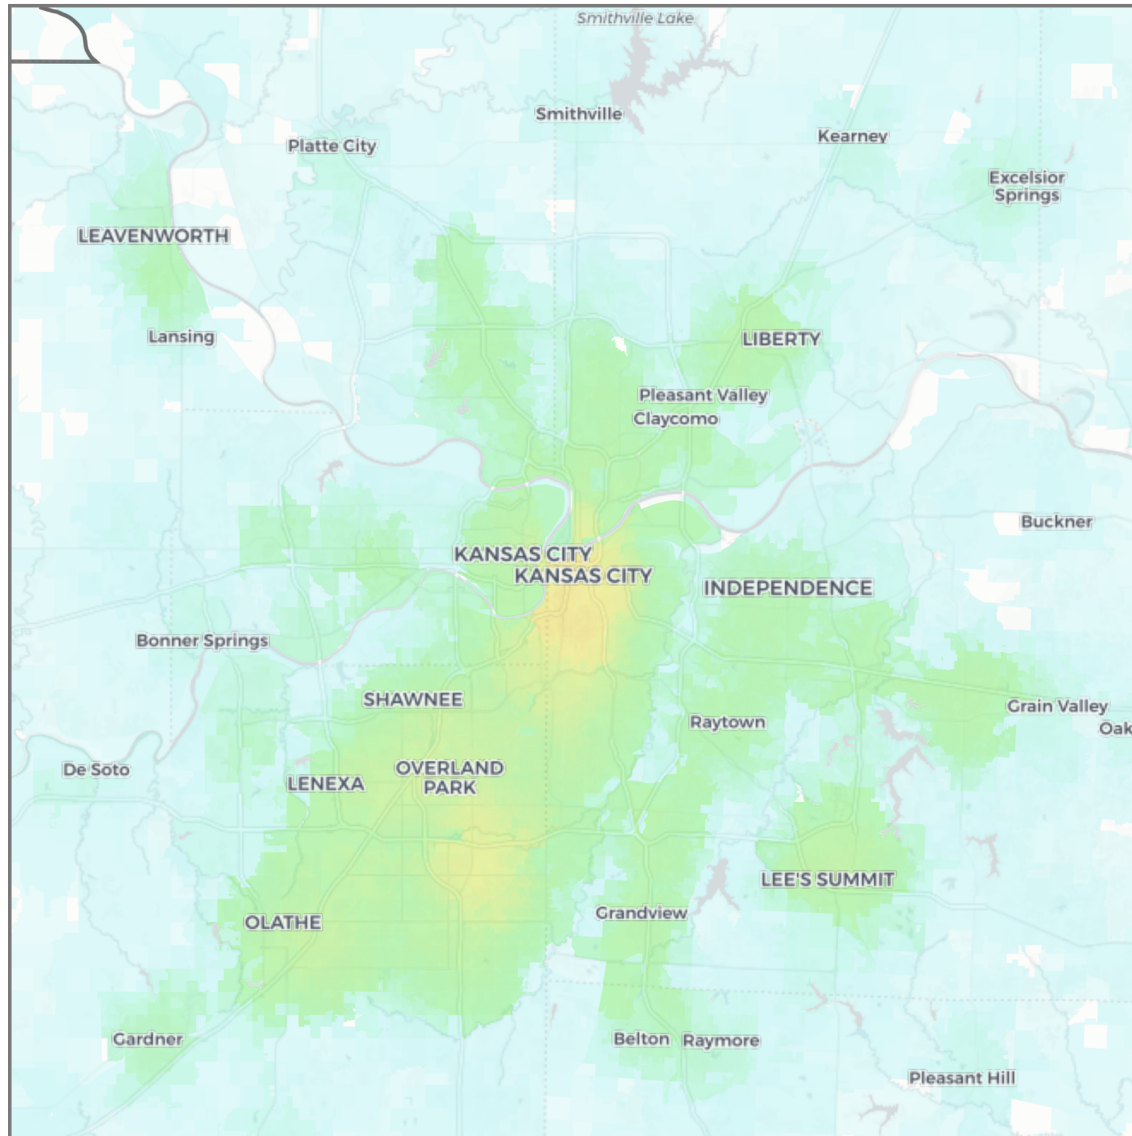 Smithville Lake
Smithville
Kearney
Platte City
Excelsior
Springs
LEAVENWORTH
Lansing
LIBERTY
Pleasant Valley
Claycomo
Buckner
KANSAS CITY
KANSAS CITY
INDEPENDENCE
Bonner Springs
SHAWNEE
Grain Valley
Raytown
Oak
De Soto
OVERLAND
PARK
LENEXA
LEE'S SUMMIT
Grandview
OLATHE
Gardner
Belton
Raymore
Pleasant Hill